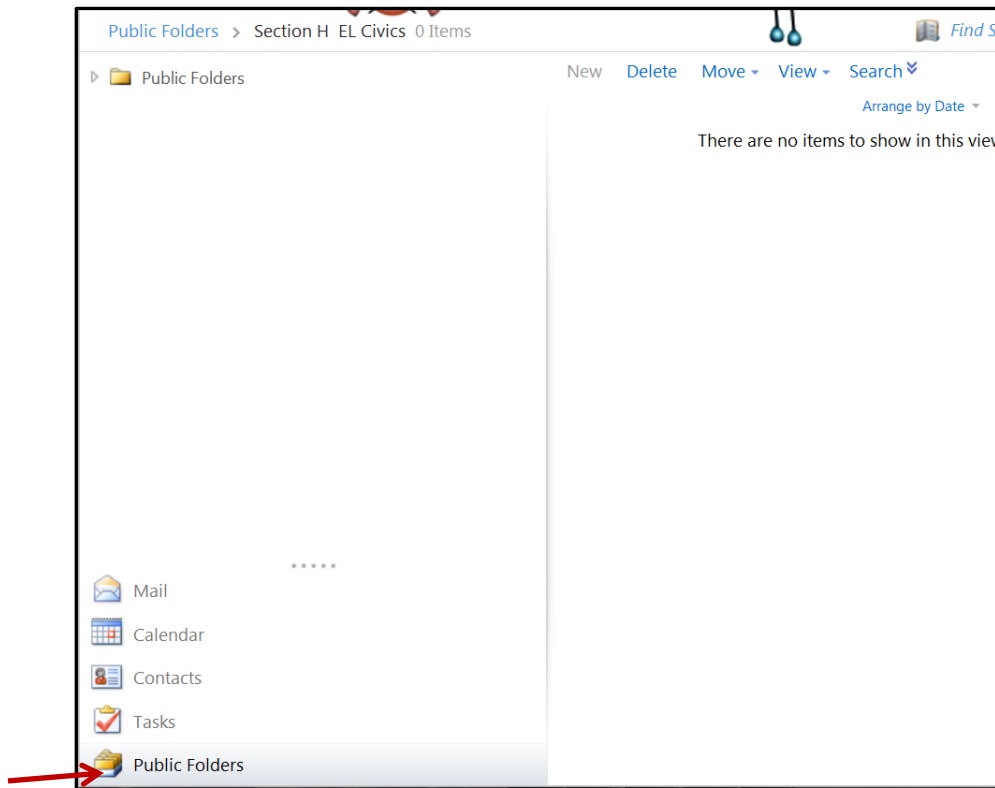 Public Folders > Section H EL Civics 0 Items
Find
Public Folders
New Delete Move View Search
Arrange by Date
There are no items to show in this
Mail
Calendar
Contacts
Tasks
Public Folders